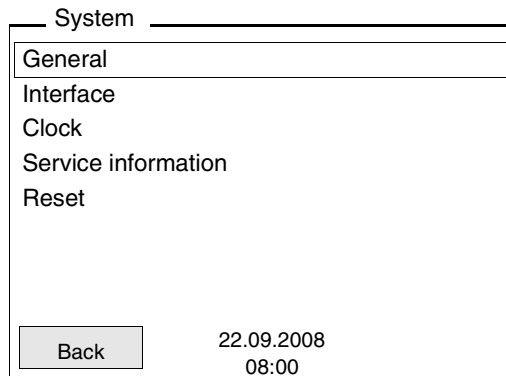 System
General
Interface
Clock
Service information
Reset
Back
22.09.2008
08:00